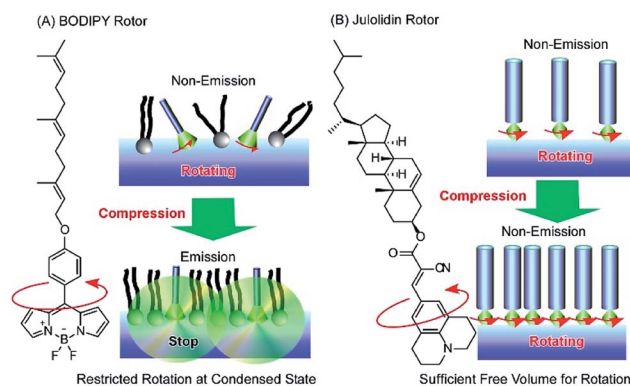 (A) BODIPY Rotor
Non-Emission
Rotating
Compression
Emission
Stop
O
N
N
+
B
-
F
F
Restricted Rotation at Condensed State
(B) Julolidin Rotor
Non-Emission
Rotating
Compression
Non-Emission
Rotating
H
H
H
O
O
CN
N
Sufficient Free Volume for Rotation